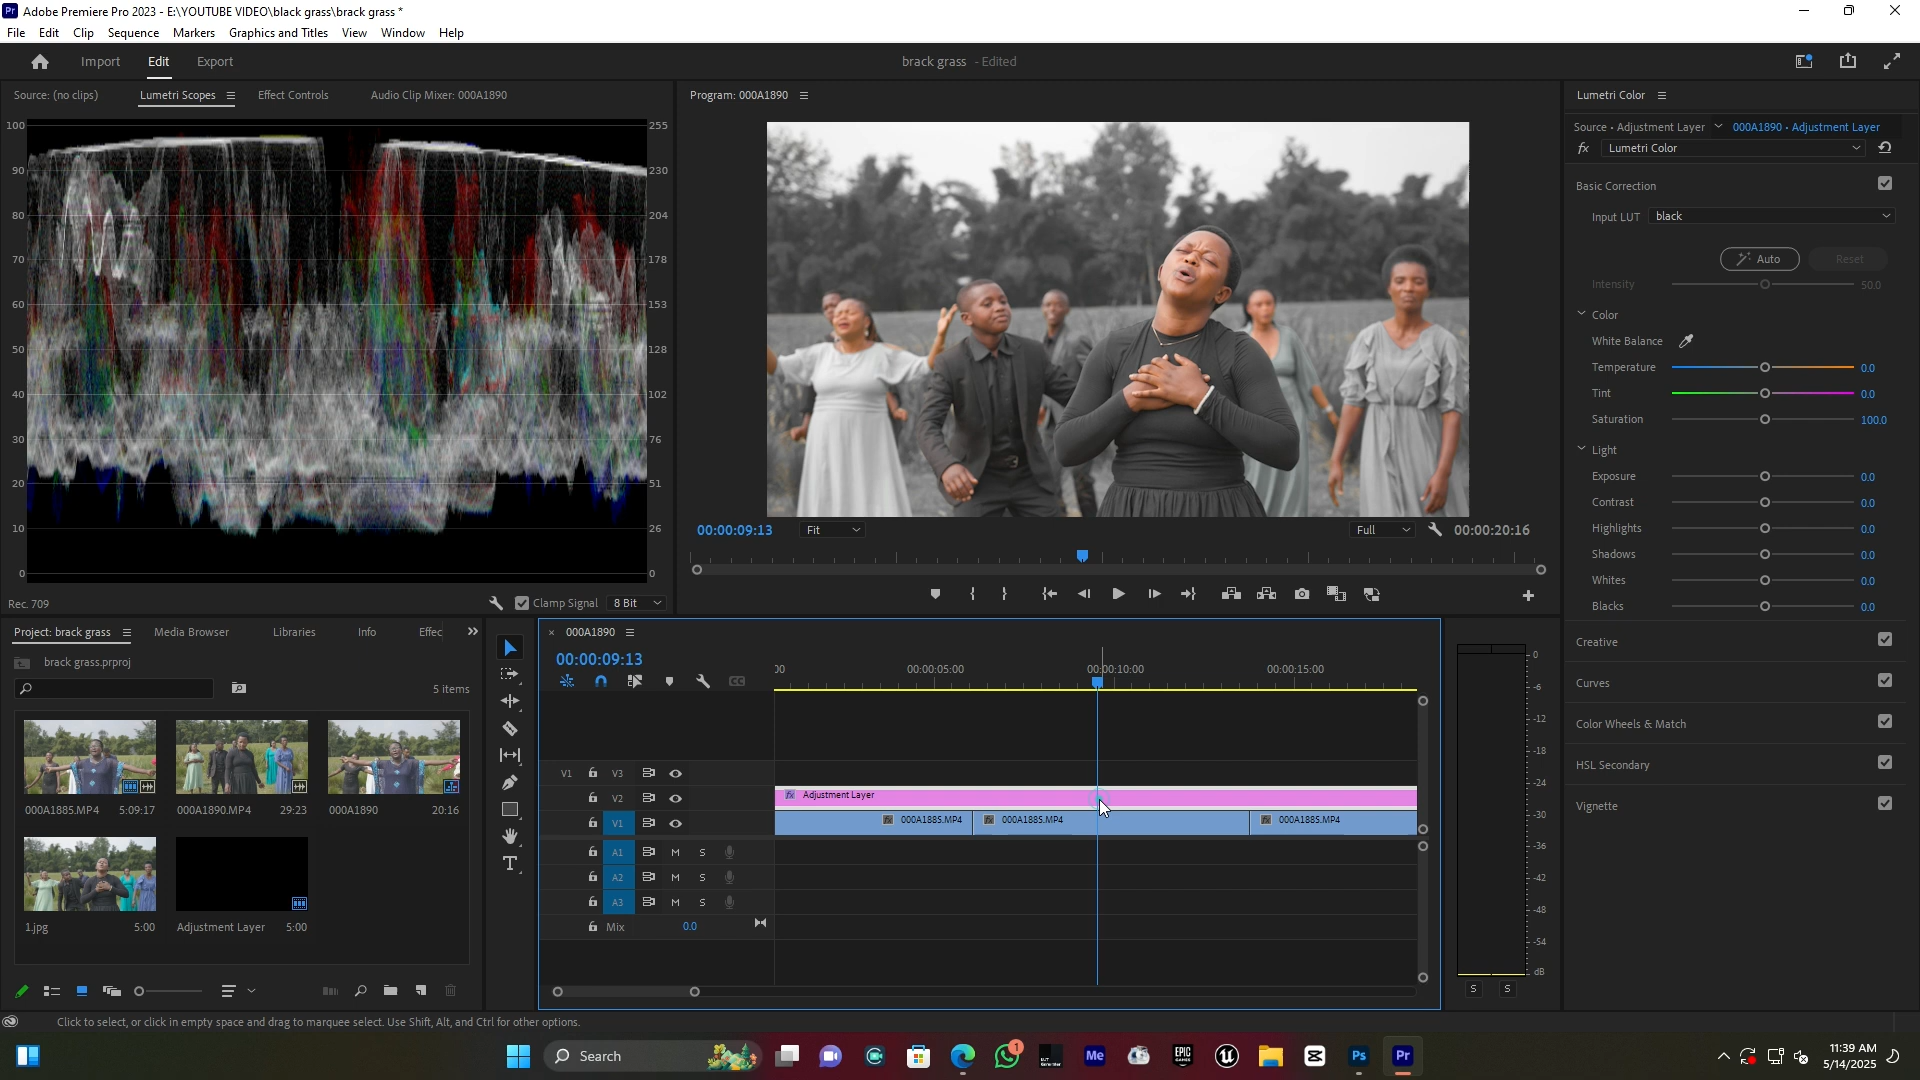 Pr Adobe Premiere Pro 2023 - E:\YOUTUBE VIDEO\black grass\brack grass *
File Edit Clip Sequence Markers Graphics and Titles View Window Help
Import Edit Export brack grass - Edited
Source: (no clips) Lumetri Scopes Effect Controls Audio Clip Mixer: 000A1890
Program: 000A1890
Lumetri Color
Source • Adjustment Layer 000A1890 • Adjustment Layer
fx Lumetri Color
Basic Correction
Input LUT black
Auto Reset
Intensity 50.0
Color
White Balance
Temperature 0.0
Tint 0.0
Saturation 100.0
Light
Exposure 0.0
Contrast 0.0
Highlights 0.0
Shadows 0.0
Whites 0.0
Blacks 0.0
Creative
Curves
Color Wheels & Match
HSL Secondary
Vignette
100 255
90 230
80 204
70 178
60 153
50 128
40 102
30 76
20 51
10 26
0 0
Rec. 709 Clamp Signal 8 Bit
00:00:09:13 Fit Full 00:00:20:16
Project: brack grass Media Browser Libraries Info Effec
brack grass.prproj
5 items
000A1885.MP4 5:09:17 000A1890.MP4 29:23 000A1890 20:16
1.jpg 5:00 Adjustment Layer 5:00
× 000A1890
00:00:09:13
:00 00:00:05:00 00:00:10:00 00:00:15:00
V1 V3
V2 fx Adjustment Layer
V1 fx 000A1885.MP4 fx 000A1885.MP4 fx 000A1885.MP4
A1 M S
A2 M S
A3 M S
Mix 0.0
0
-6
-12
-18
-24
-30
-36
-42
-48
-54
dB
S S
Click to select, or click in empty space and drag to marquee select. Use Shift, Alt, and Ctrl for other options.
Search 1 Me EPIC GAMES Ps Pr
11:39 AM
5/14/2025